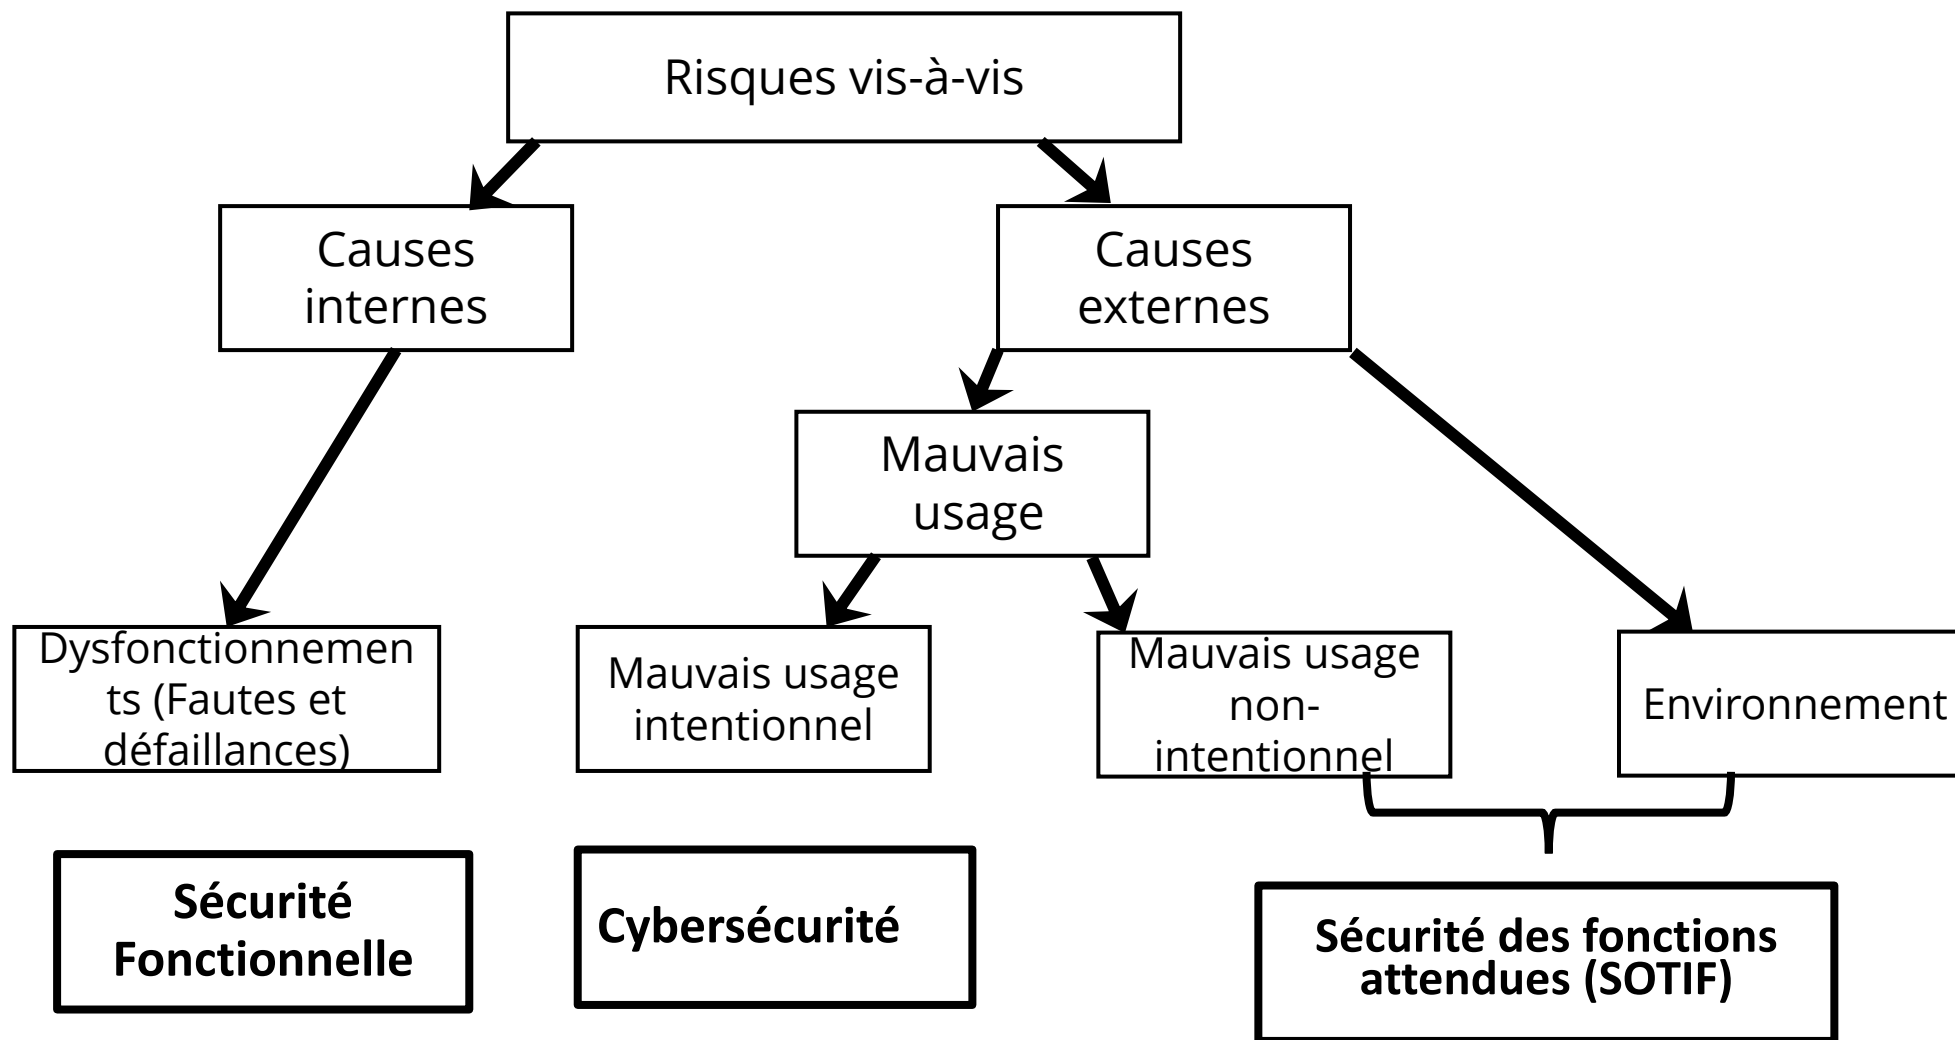 Risques vis-à-vis
Causes
internes
Causes
externes
Mauvais
usage
Dysfonctionnemen
ts (Fautes et
défaillances)
Mauvais usage
intentionnel
Mauvais usage
non-
intentionnel
Environnement
Sécurité
Fonctionnelle
Cybersécurité
Sécurité des fonctions
attendues (SOTIF)